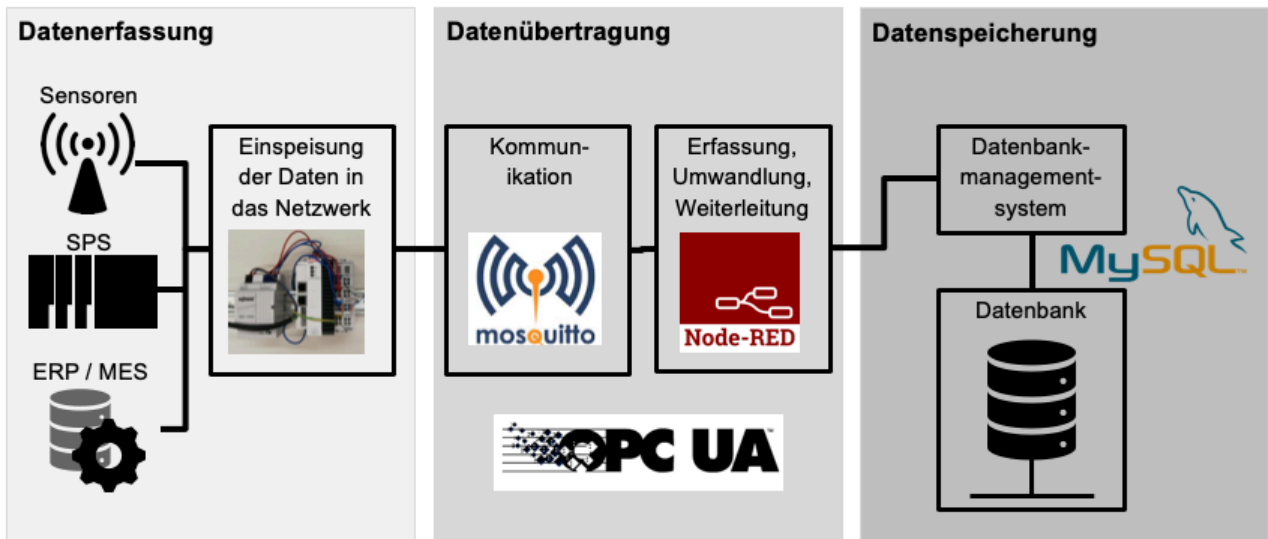 Datenerfassung
Sensoren
SPS
ERP / MES
Einspeisung
der Daten in
das Netzwerk
Datenübertragung
Kommun-
ikation
mosquitto
Erfassung,
Umwandlung,
Weiterleitung
Node-RED
OPC UA
Datenspeicherung
Datenbank-
management-
system
MySQL
Datenbank